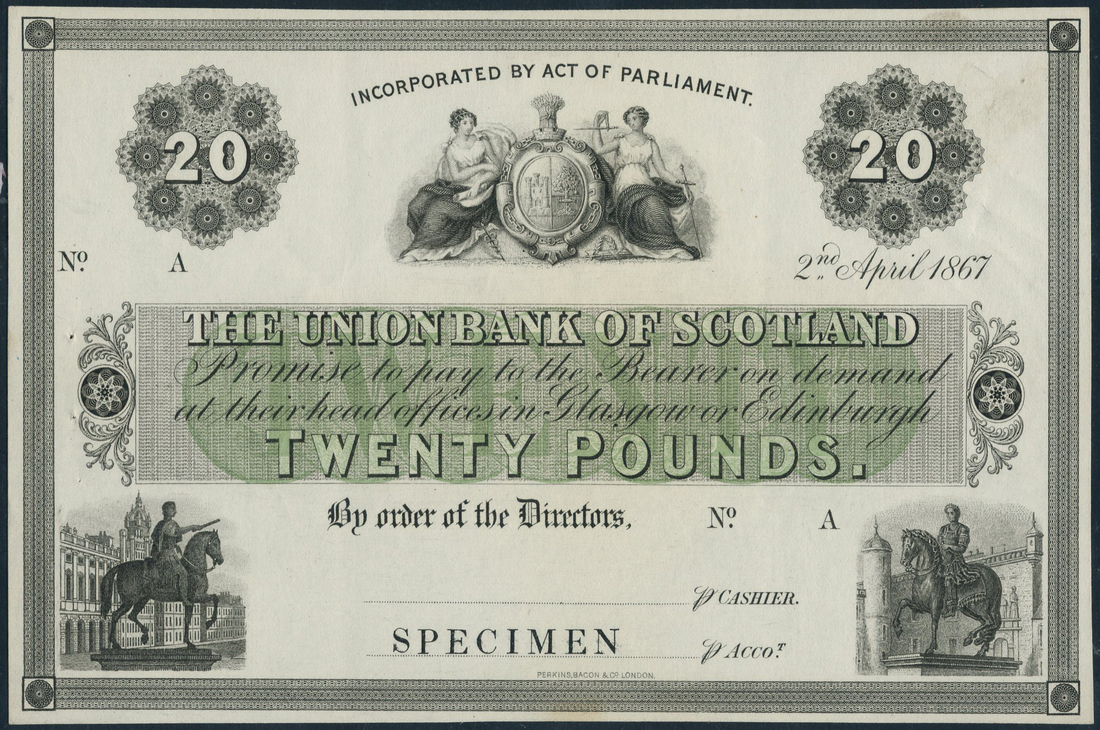 INCORPORATED BY ACT OF PARLIAMENT.
20 20
No. A
2nd April 1867
THE UNION BANK OF SCOTLAND
Promise to pay to the Bearer on demand
at their head offices in Glasgow or Edinburgh
TWENTY POUNDS.
By order of the Directors, No. A
p CASHIER.
SPECIMEN p ACCOT.
PERKINS, BACON & CO. LONDON.